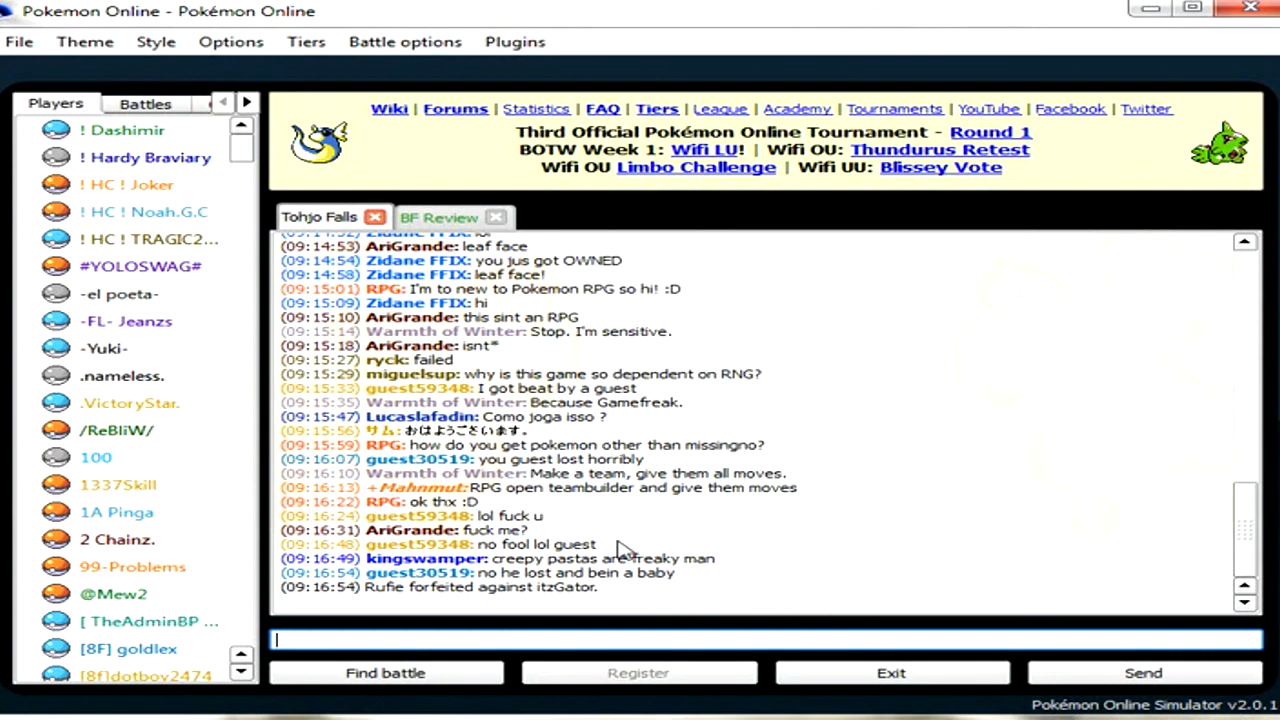 Pokemon Online - Pokémon Online
File Theme Style Options Tiers Battle options Plugins
Players Battles
! Dashimir
! Hardy Braviary
! HC ! Joker
! HC ! Noah.G.C
! HC ! TRAGIC2...
#YOLOSWAG#
-el poeta-
-FL- Jeanzs
-Yuki-
.nameless.
.VictoryStar.
/ReBliW/
100
1337Skill
1A Pinga
2 Chainz.
99-Problems
@Mew2
[ TheAdminBP ...
[8F] goldlex
[8f]dotboy2474
Wiki | Forums | Statistics | FAQ | Tiers | League | Academy | Tournaments | YouTube | Facebook | Twitter
Third Official Pokémon Online Tournament - Round 1
BOTW Week 1: Wifi LU! | Wifi OU: Thundurus Retest
Wifi OU Limbo Challenge | Wifi UU: Blissey Vote
Tohjo Falls BF Review
(09:14:52) Zidane FFIX: lol
(09:14:53) AriGrande: leaf face
(09:14:54) Zidane FFIX: you jus got OWNED
(09:14:58) Zidane FFIX: leaf face!
(09:15:01) RPG: I'm to new to Pokemon RPG so hi! :D
(09:15:09) Zidane FFIX: hi
(09:15:10) AriGrande: this sint an RPG
(09:15:14) Warmth of Winter: Stop. I'm sensitive.
(09:15:18) AriGrande: isnt*
(09:15:27) ryck: failed
(09:15:29) miguelsup: why is this game so dependent on RNG?
(09:15:33) guest59348: I got beat by a guest
(09:15:35) Warmth of Winter: Because Gamefreak.
(09:15:47) Lucaslafadin: Como joga isso ?
(09:15:56) サム: おはようございます。
(09:15:59) RPG: how do you get pokemon other than missingno?
(09:16:07) guest30519: you guest lost horribly
(09:16:10) Warmth of Winter: Make a team, give them all moves.
(09:16:13) +Mahnmut: RPG open teambuilder and give them moves
(09:16:22) RPG: ok thx :D
(09:16:24) guest59348: lol fuck u
(09:16:31) AriGrande: fuck me?
(09:16:48) guest59348: no fool lol guest
(09:16:49) kingswamper: creepy pastas are freaky man
(09:16:54) guest30519: no he lost and bein a baby
(09:16:54) Rufie forfeited against itzGator.
Find battle Register Exit Send
Pokémon Online Simulator v2.0.1